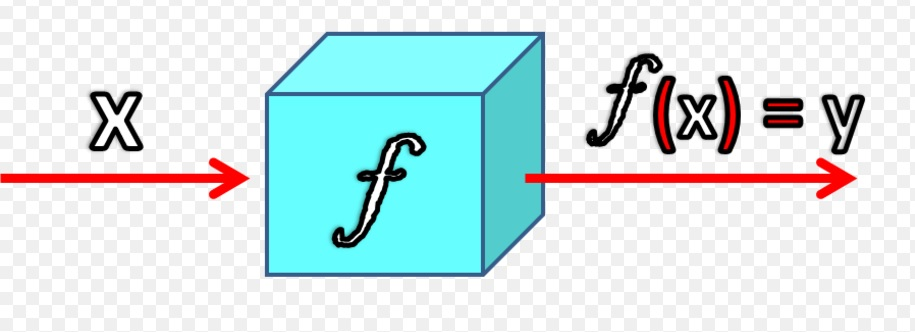 x
f
f(x) = y